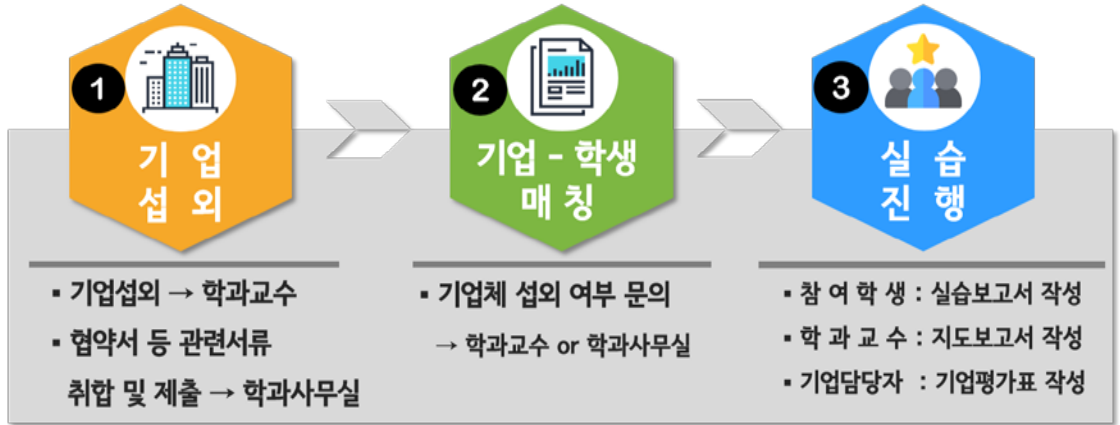 1
기 업
섭 외
▪ 기업섭외 → 학과교수
▪ 협약서 등 관련서류
취합 및 제출 → 학과사무실
2
기업 - 학생
매 칭
▪ 기업체 섭외 여부 문의
→ 학과교수 or 학과사무실
3
실 습
진 행
▪ 참 여 학 생 : 실습보고서 작성
▪ 학 과 교 수 : 지도보고서 작성
▪ 기업담당자 : 기업평가표 작성